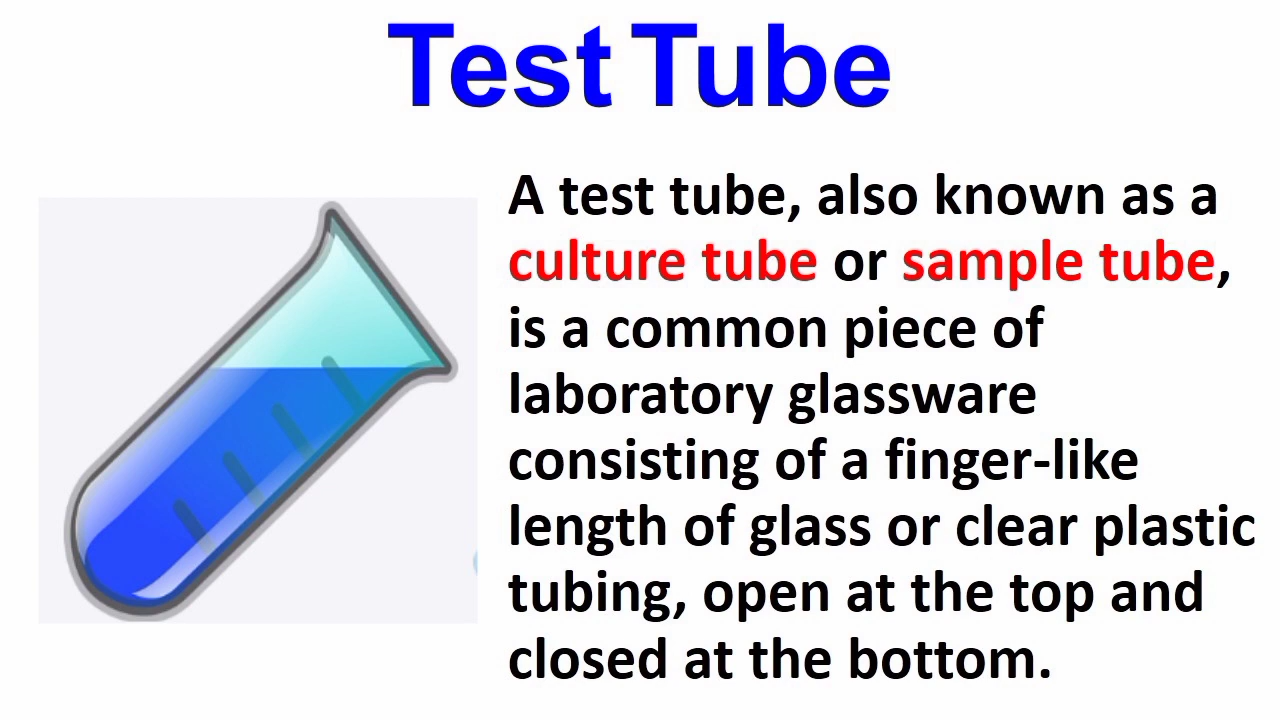 Test Tube
A test tube, also known as a
culture tube or sample tube,
is a common piece of
laboratory glassware
consisting of a finger-like
length of glass or clear plastic
tubing, open at the top and
closed at the bottom.